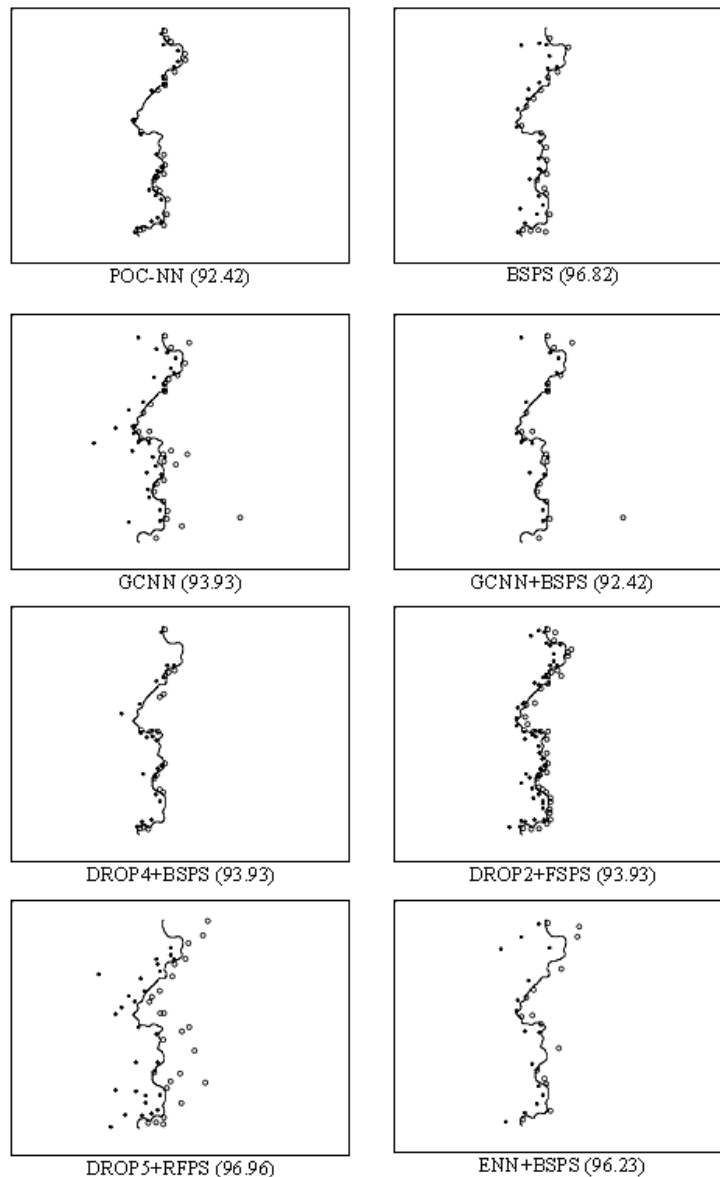 POC-NN (92.42)
BSPS (96.82)
GCNN (93.93)
GCNN+BSPS (92.42)
DROP4+BSPS (93.93)
DROP2+FSPS (93.93)
DROP5+RFPS (96.96)
ENN+BSPS (96.23)